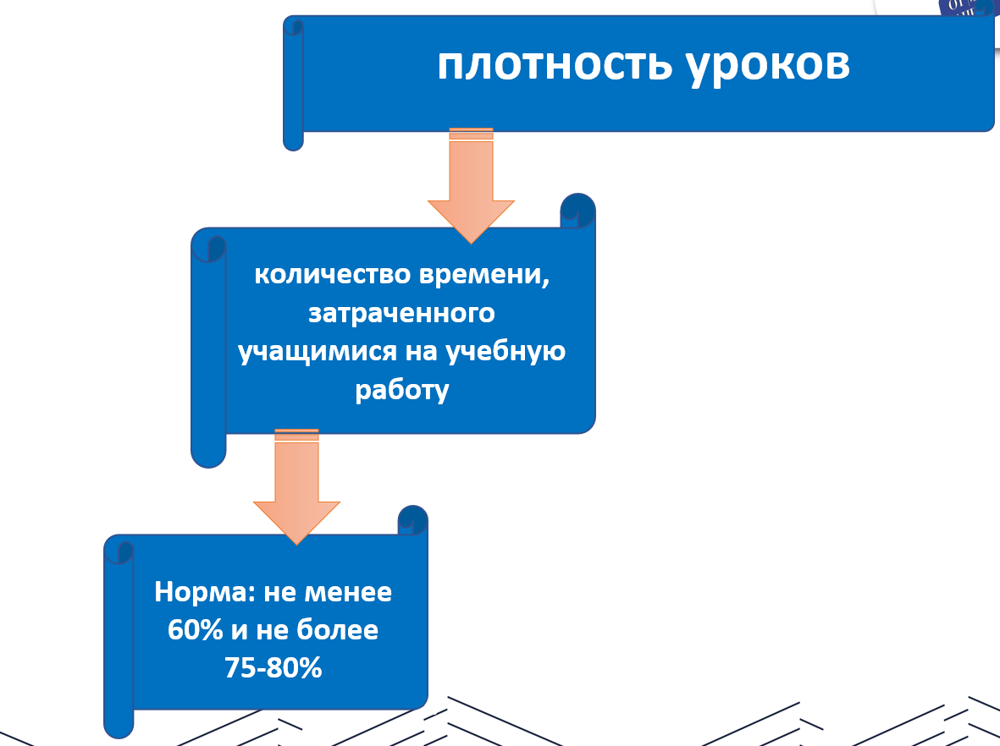 плотность уроков
количество времени,
затраченного
учащимися на учебную
работу
Норма: не менее
60% и не более
75-80%